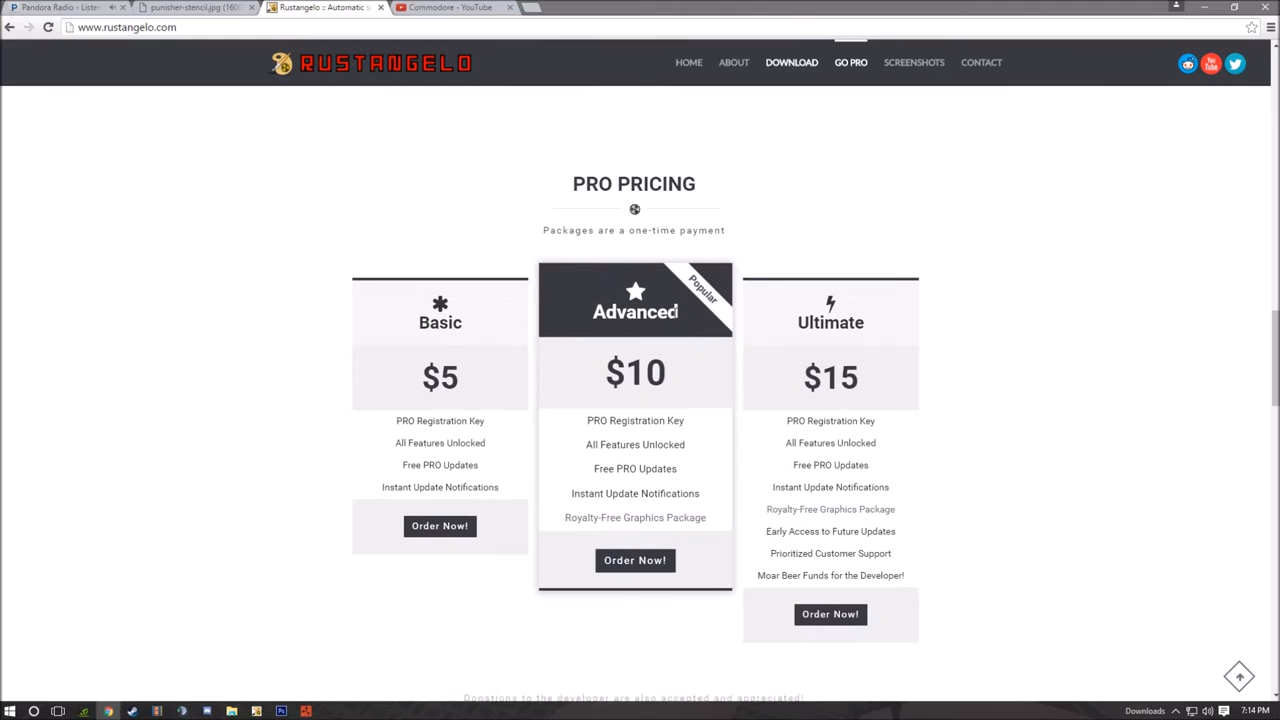 Pandora Radio - Listen
punisher-stencil.jpg (1600
Rustangelo :: Automatic s
Commodore - YouTube
www.rustangelo.com
RUSTANGELO
HOME ABOUT DOWNLOAD GO PRO SCREENSHOTS CONTACT
You Tube
PRO PRICING
Packages are a one-time payment
Basic
$5
PRO Registration Key
All Features Unlocked
Free PRO Updates
Instant Update Notifications
Order Now!
Popular
Advanced
$10
PRO Registration Key
All Features Unlocked
Free PRO Updates
Instant Update Notifications
Royalty-Free Graphics Package
Order Now!
Ultimate
$15
PRO Registration Key
All Features Unlocked
Free PRO Updates
Instant Update Notifications
Royalty-Free Graphics Package
Early Access to Future Updates
Prioritized Customer Support
Moar Beer Funds for the Developer!
Order Now!
Donations to the developer are also accepted and appreciated!
Downloads
7:14 PM